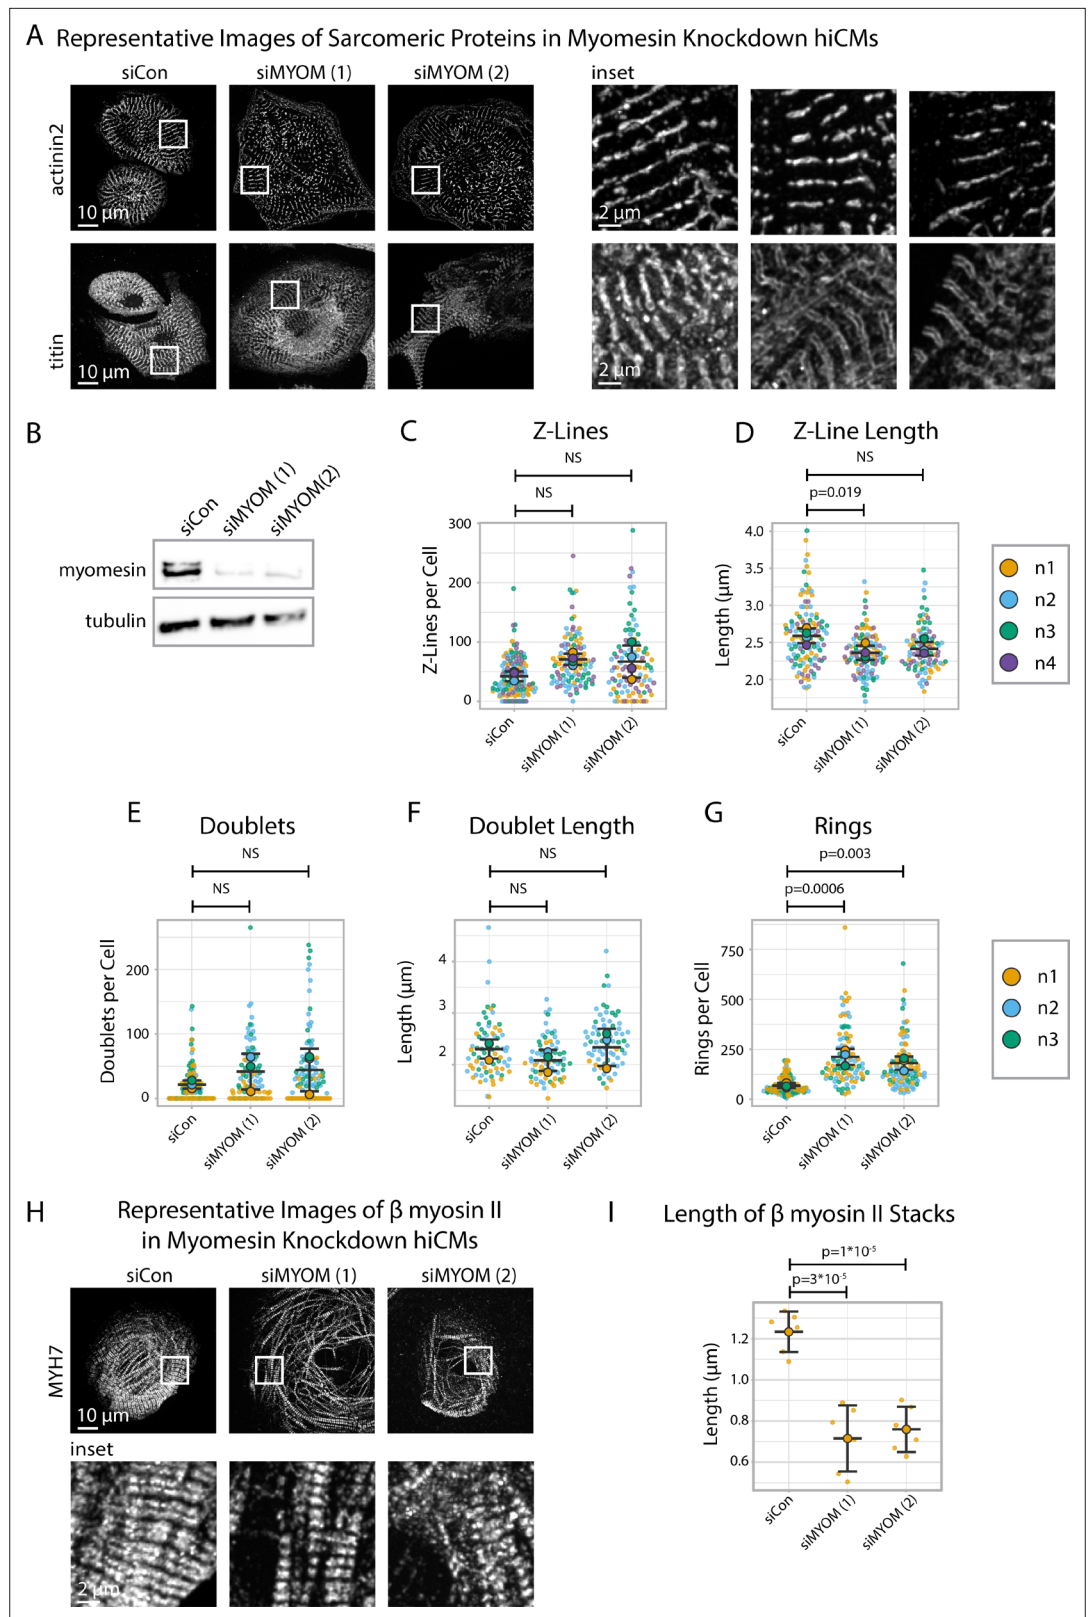 A Representative Images of Sarcomeric Proteins in Myomesin Knockdown hiCMs
siCon siMYOM (1) siMYOM (2) inset
actinin2
10 μm
2 μm
titin
10 μm
2 μm
B
siCon siMYOM (1) siMYOM(2)
myomesin
tubulin
C Z-Lines
NS
NS
Z-Lines per Cell
300
200
100
0
siCon siMYOM (1) siMYOM (2)
D Z-Line Length
NS
p=0.019
Length (μm)
4.0
3.5
3.0
2.5
2.0
siCon siMYOM (1) siMYOM (2)
n1
n2
n3
n4
E Doublets
NS
NS
Doublets per Cell
200
100
0
siCon siMYOM (1) siMYOM (2)
F Doublet Length
NS
NS
Length (μm)
4
3
2
siCon siMYOM (1) siMYOM (2)
G Rings
p=0.003
p=0.0006
Rings per Cell
750
500
250
0
siCon siMYOM (1) siMYOM (2)
n1
n2
n3
H Representative Images of β myosin II
in Myomesin Knockdown hiCMs
siCon siMYOM (1) siMYOM (2)
MYH7
10 μm
inset
2 μm
I Length of β myosin II Stacks
p=1*10-5
p=3*10-5
Length (μm)
1.2
1.0
0.8
0.6
siCon siMYOM (1) siMYOM (2)